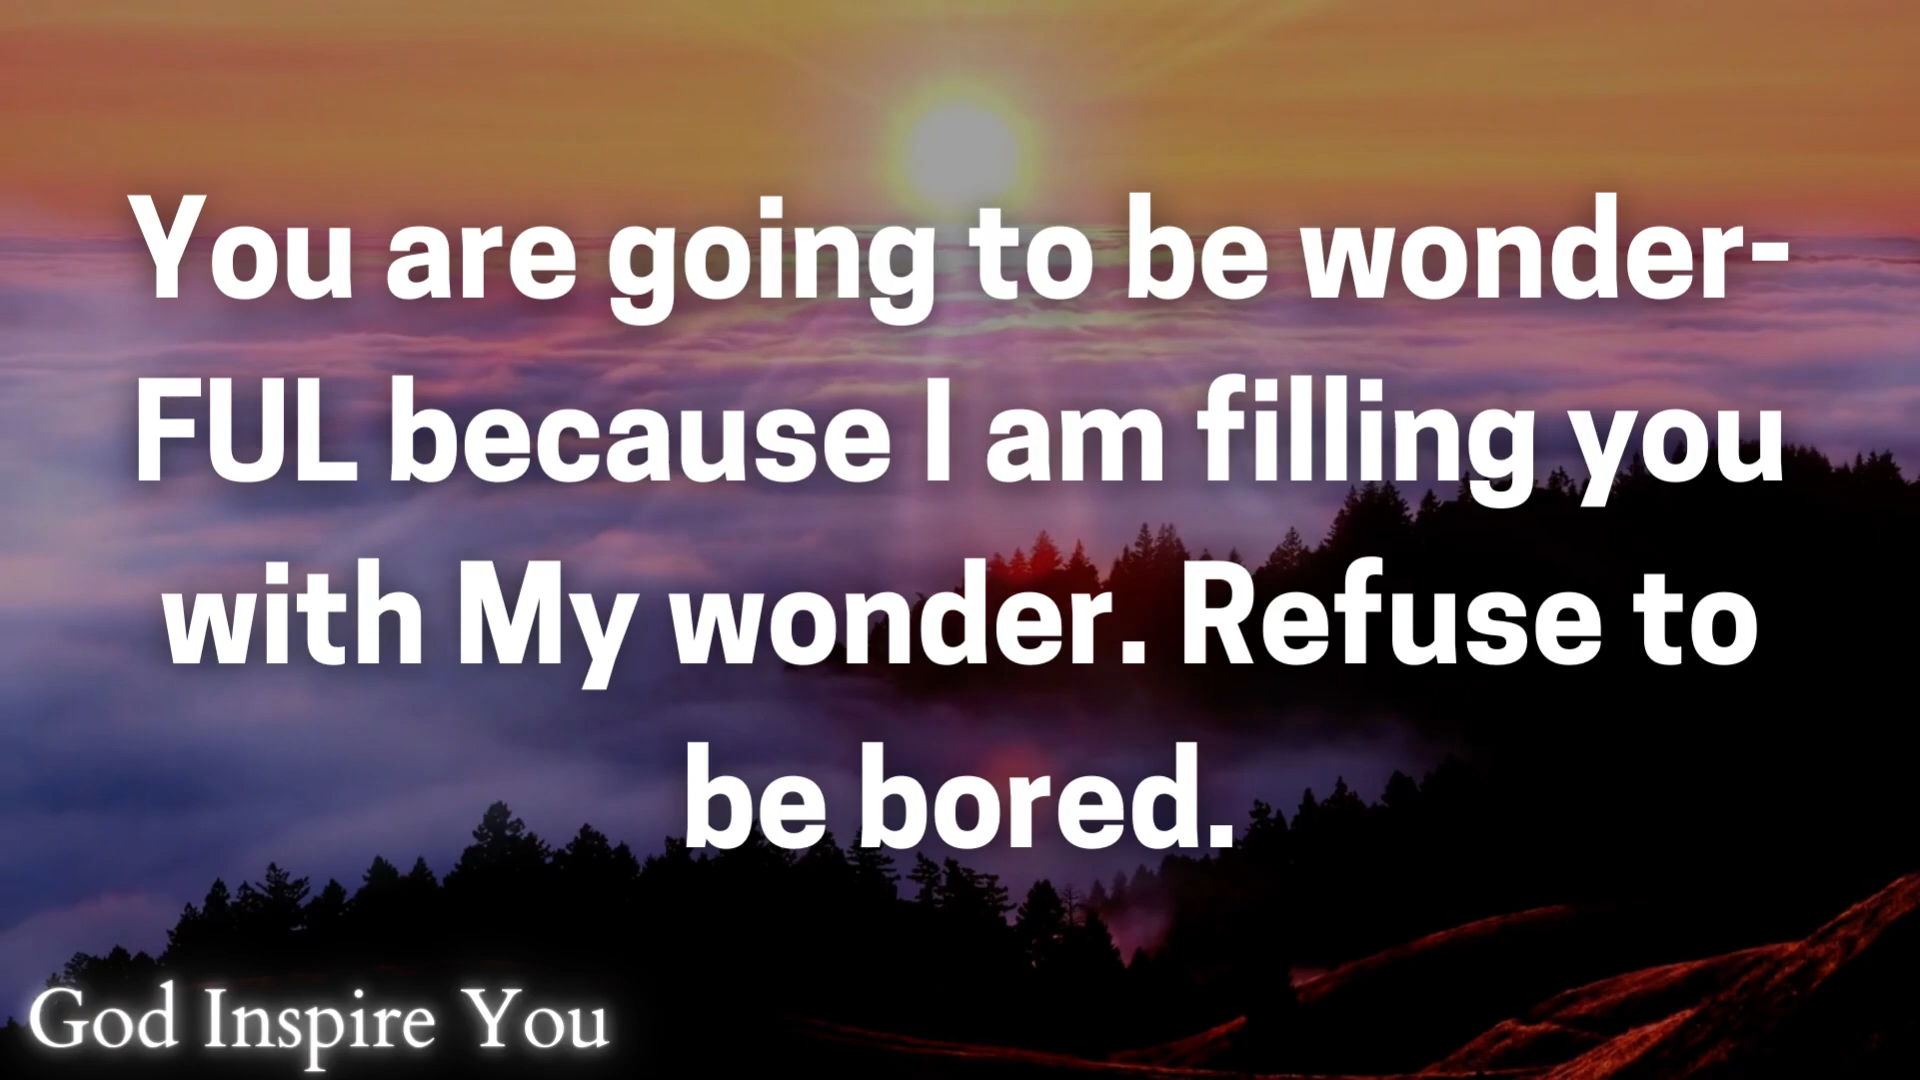 You are going to be wonder-
FUL because I am filling you
with My wonder. Refuse to
be bored.
God Inspire You